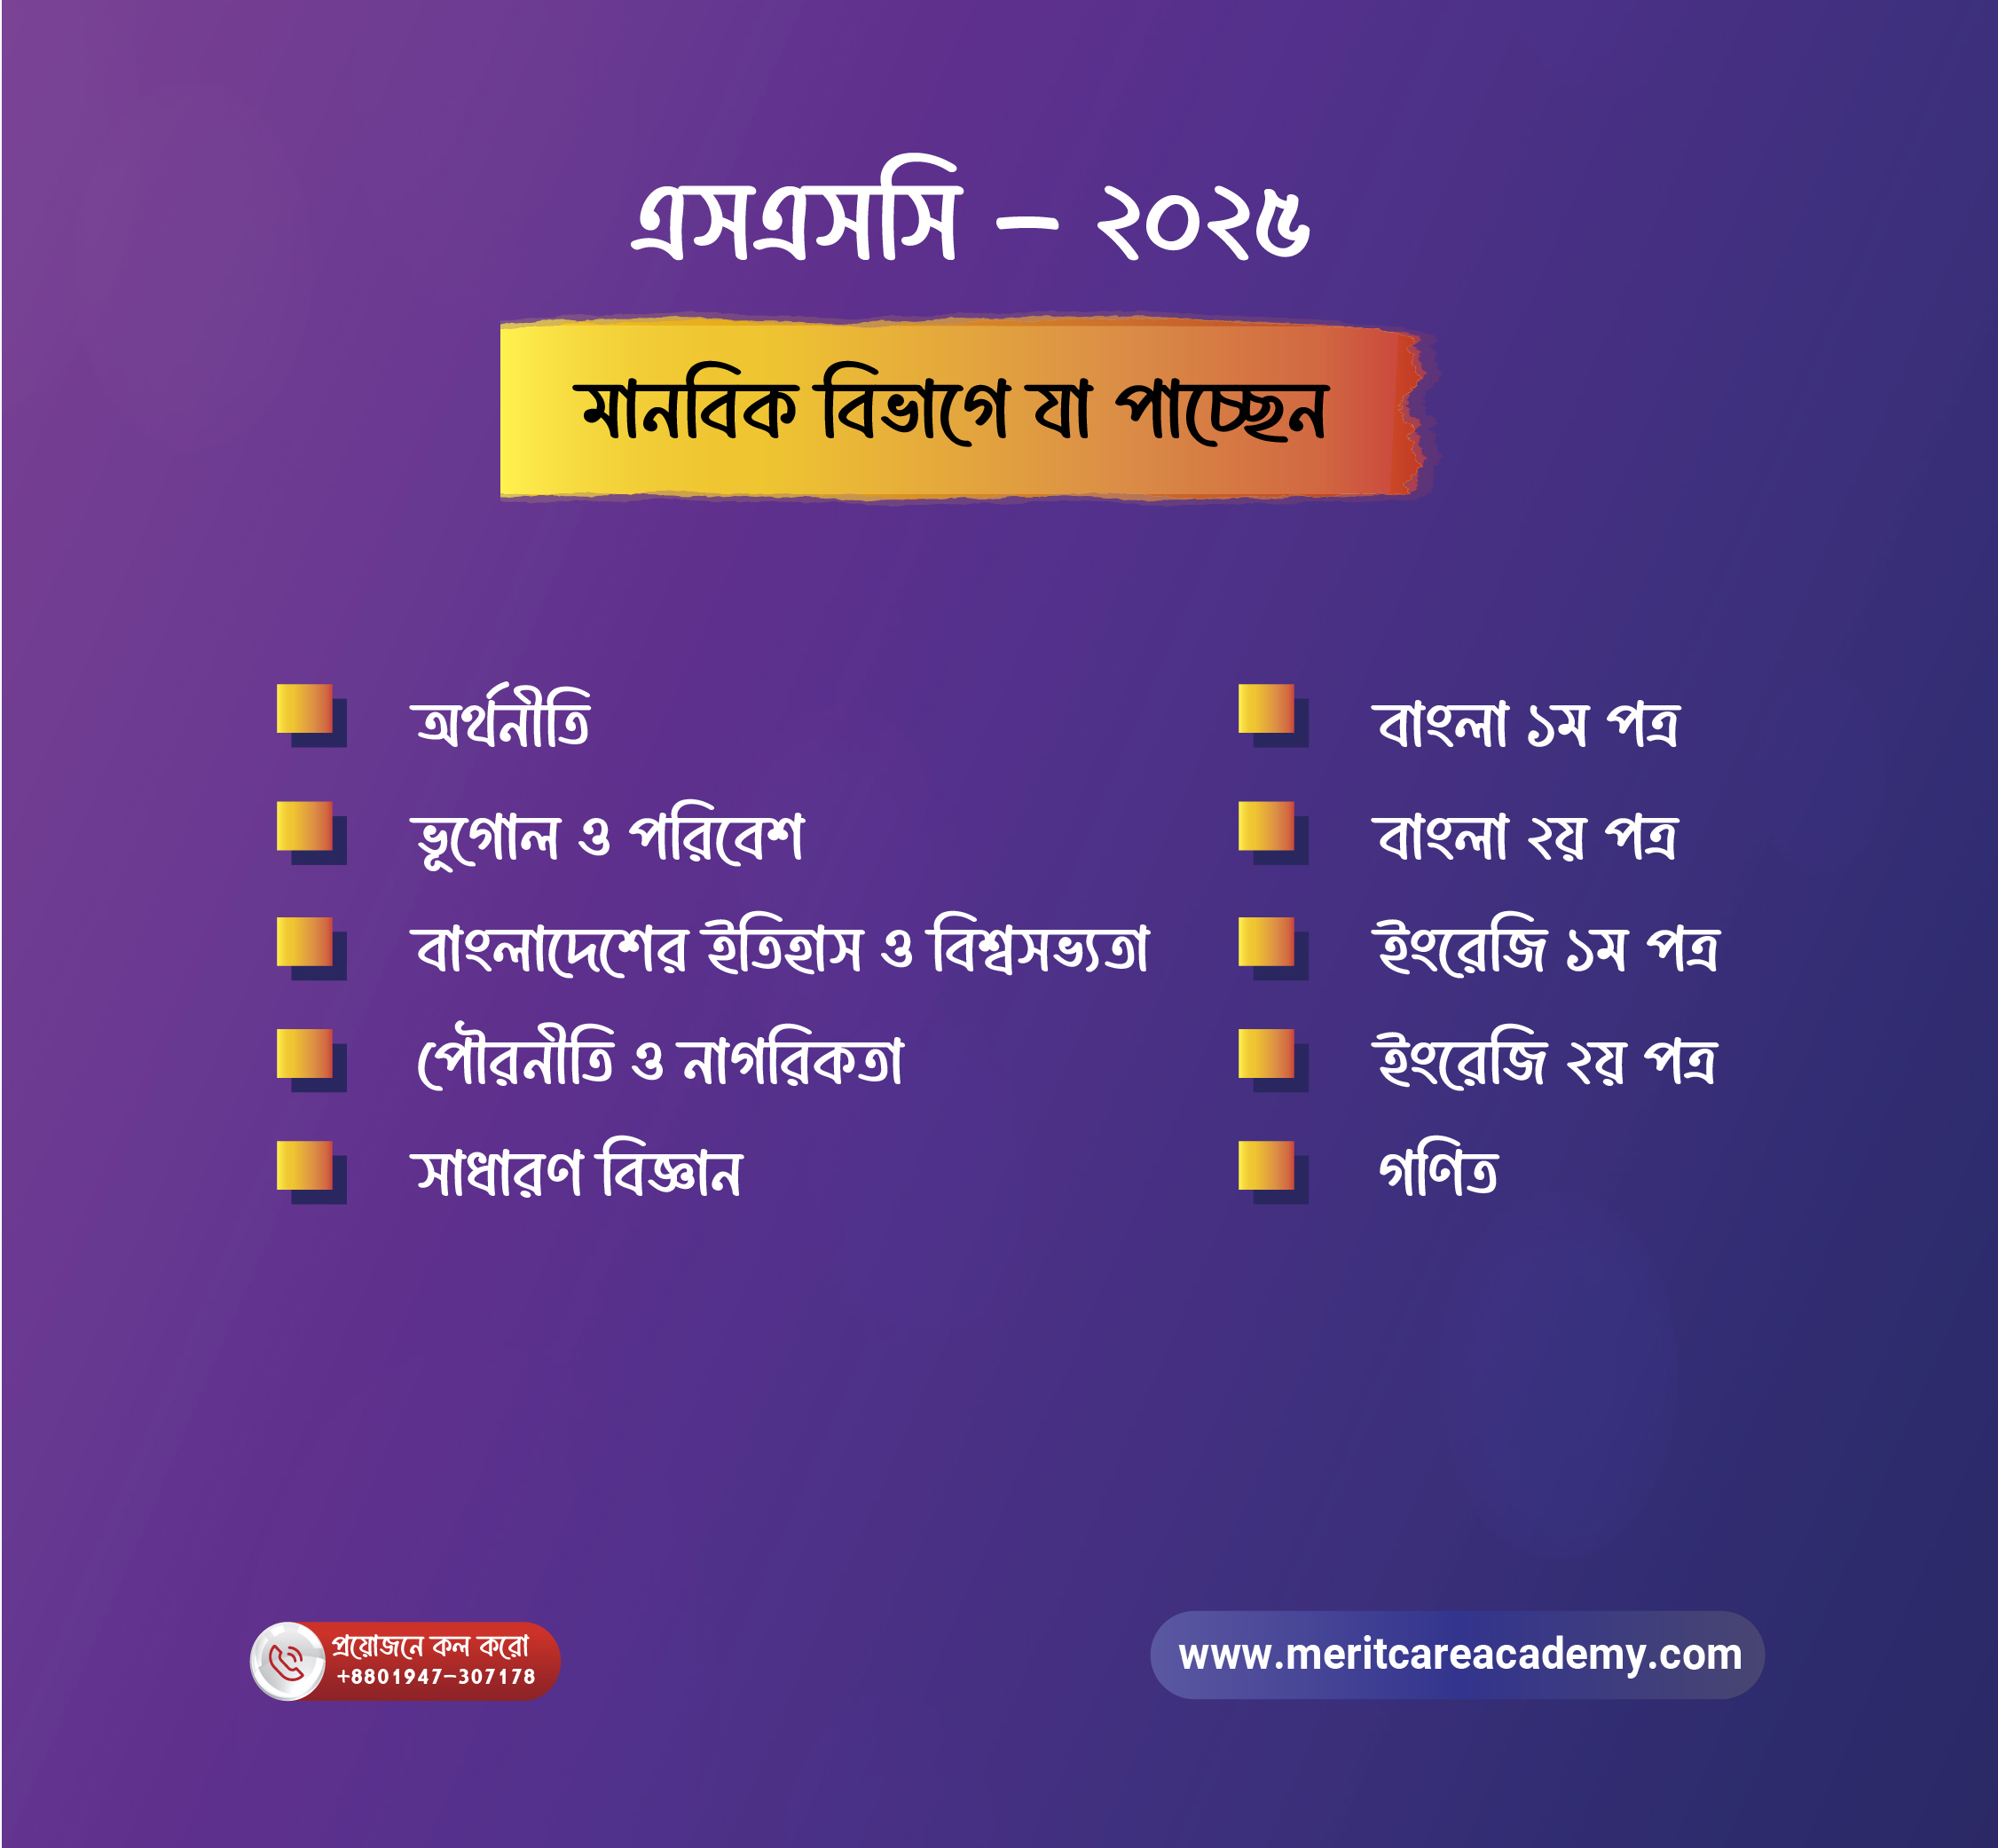 এসএসসি – ২০২৫
মানবিক বিভাগে যা পাচ্ছেন
অর্থনীতি
ভূগোল ও পরিবেশ
বাংলাদেশের ইতিহাস ও বিশ্বসভ্যতা
পৌরনীতি ও নাগরিকতা
সাধারণ বিজ্ঞান
বাংলা ১ম পত্র
বাংলা ২য় পত্র
ইংরেজি ১ম পত্র
ইংরেজি ২য় পত্র
গণিত
প্রয়োজনে কল করো
+8801947-307178
www.meritcareacademy.com